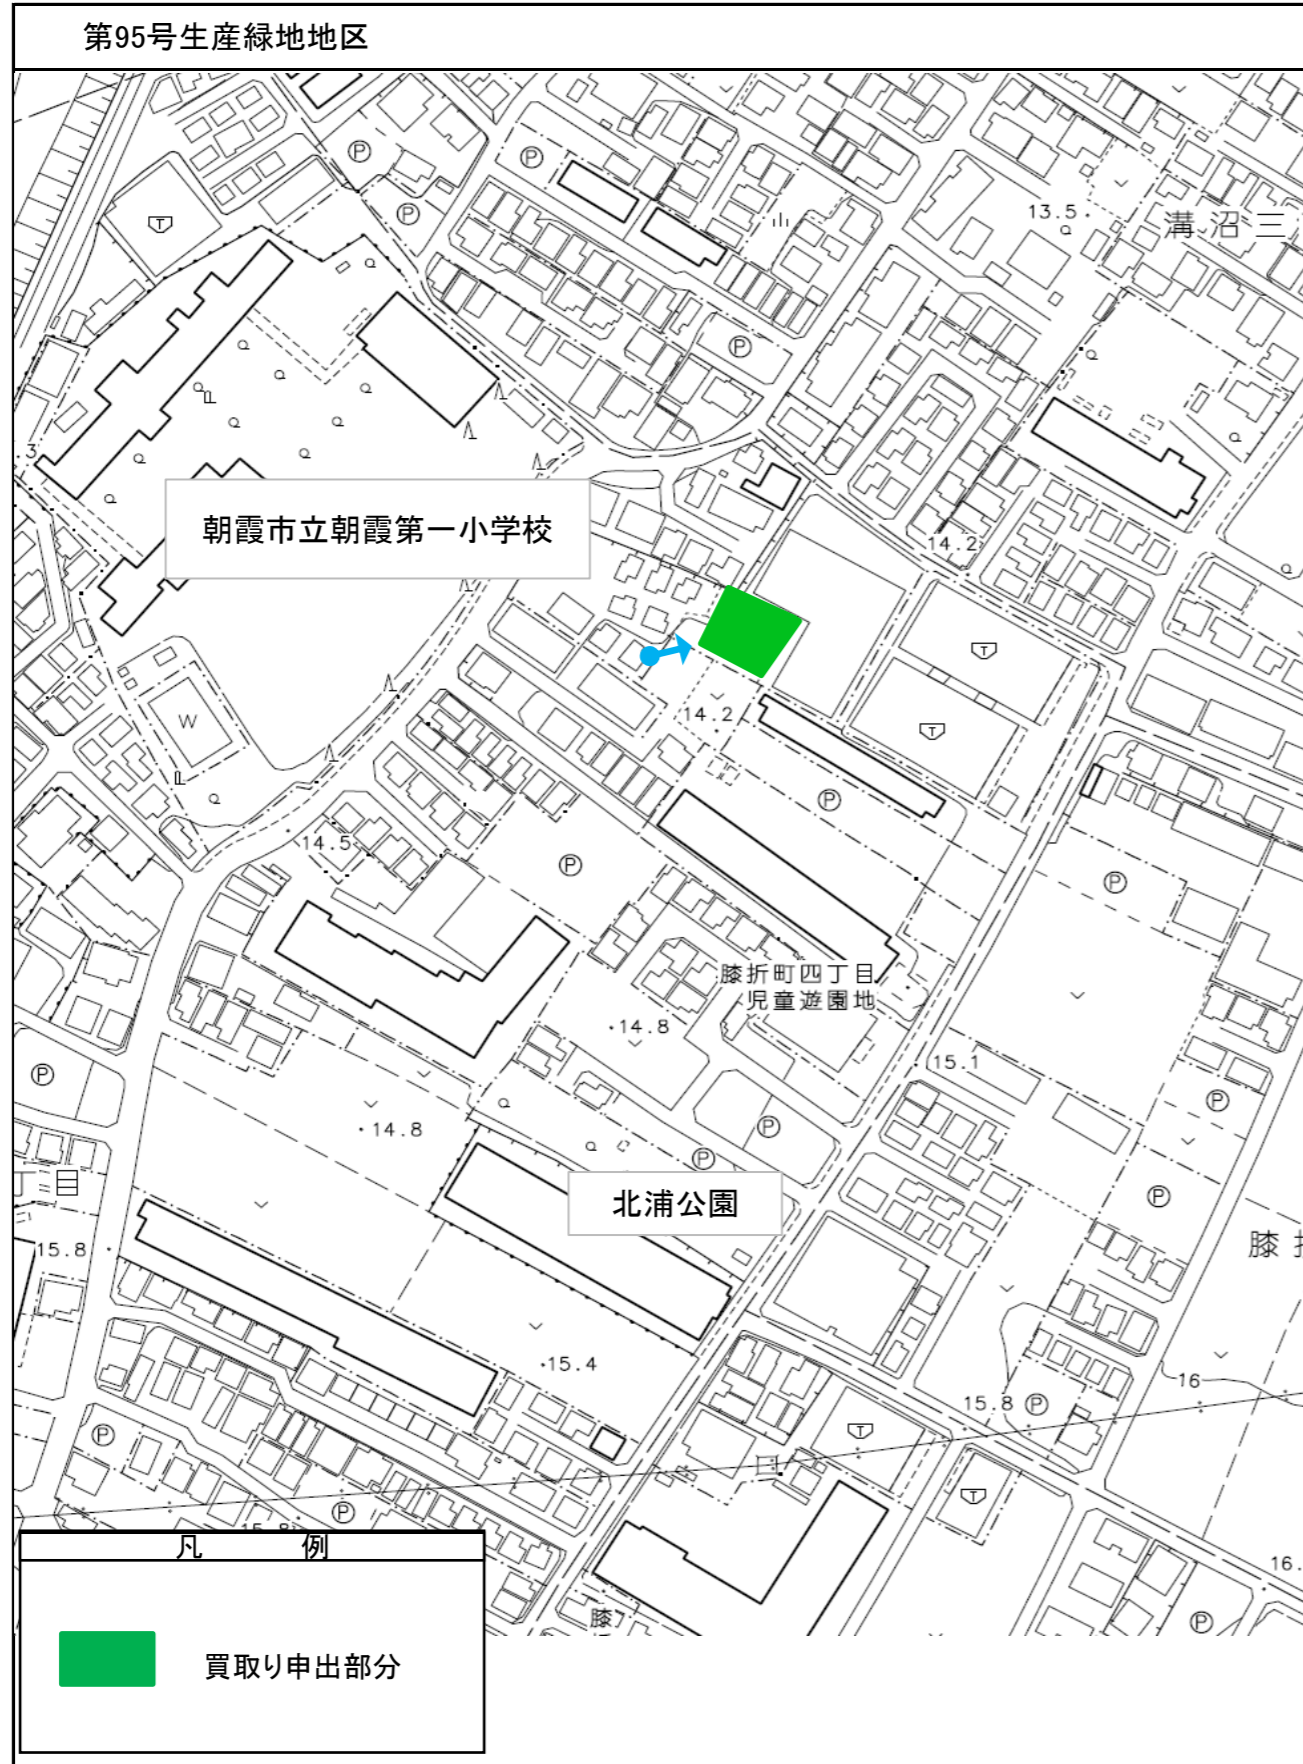 第95号生産緑地地区
13.5
溝沼三
14.2
朝霞市立朝霞第一小学校
14.2
W
14.5
膝折町四丁目
児童遊園地
14.8
15.1
14.8
北浦公園
15.8
膝
15.4
16
15.8
16.
15.8
膝
凡 例
買取り申出部分